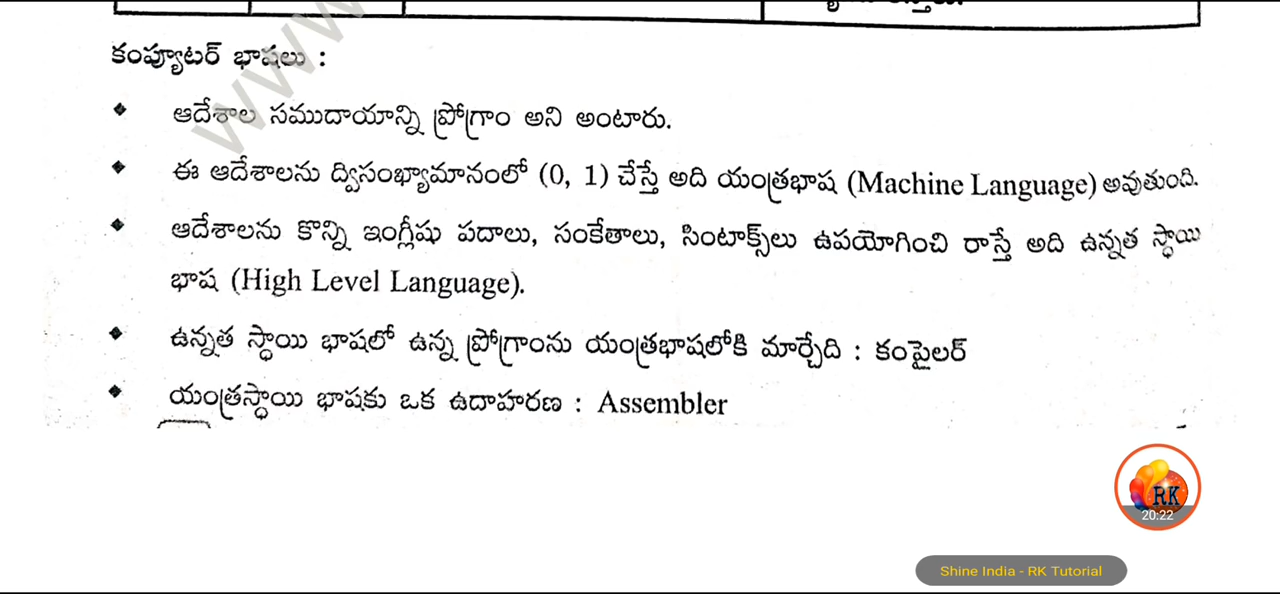 కంప్యూటర్ భాషలు :
❖ ఆదేశాల సముదాయాన్ని ప్రోగ్రాం అని అంటారు.
❖ ఈ ఆదేశాలను ద్విసంఖ్యామానంలో (0, 1) చేస్తే అది యంత్రభాష (Machine Language) అవుతుంది.
❖ ఆదేశాలను కొన్ని ఇంగ్లీషు పదాలు, సంకేతాలు, సింటాక్స్‌లు ఉపయోగించి రాస్తే అది ఉన్నత స్థాయి
భాష (High Level Language).
❖ ఉన్నత స్థాయి భాషలో ఉన్న ప్రోగ్రాంను యంత్రభాషలోకి మార్చేది : కంపైలర్
❖ యంత్రస్థాయి భాషకు ఒక ఉదాహరణ : Assembler
RK
20:22
Shine India - RK Tutorial